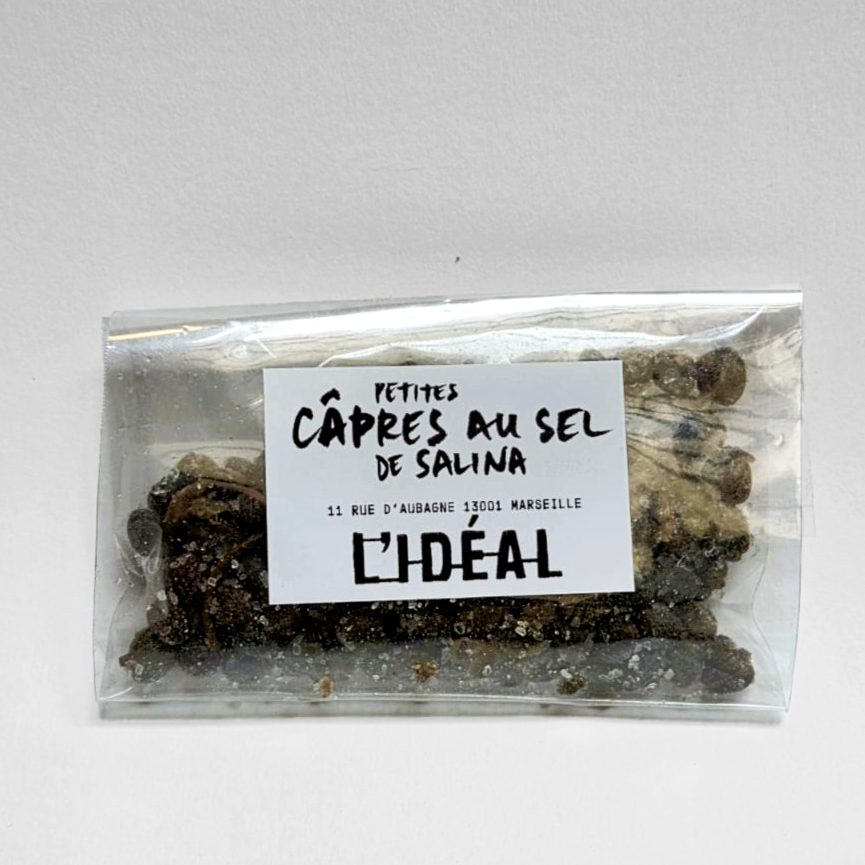 PETITES
CÂPRES AU SEL
DE SALINA
11 RUE D'AUBAGNE 13001 MARSEILLE
L'IDÉAL